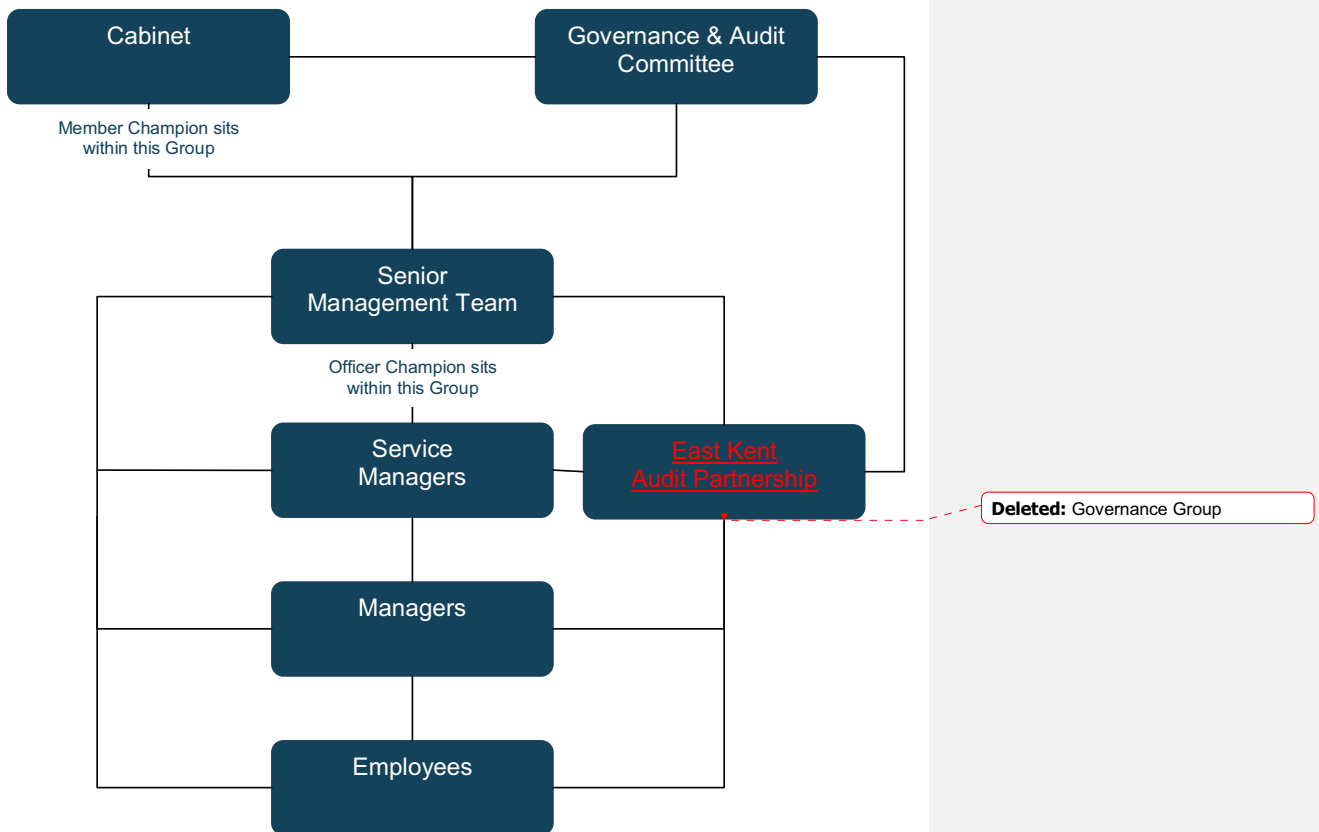 Cabinet
Governance & Audit
Committee
Member Champion sits
within this Group
Senior
Management Team
Officer Champion sits
within this Group
Service
Managers
East Kent
Audit Partnership
Deleted: Governance Group
Managers
Employees